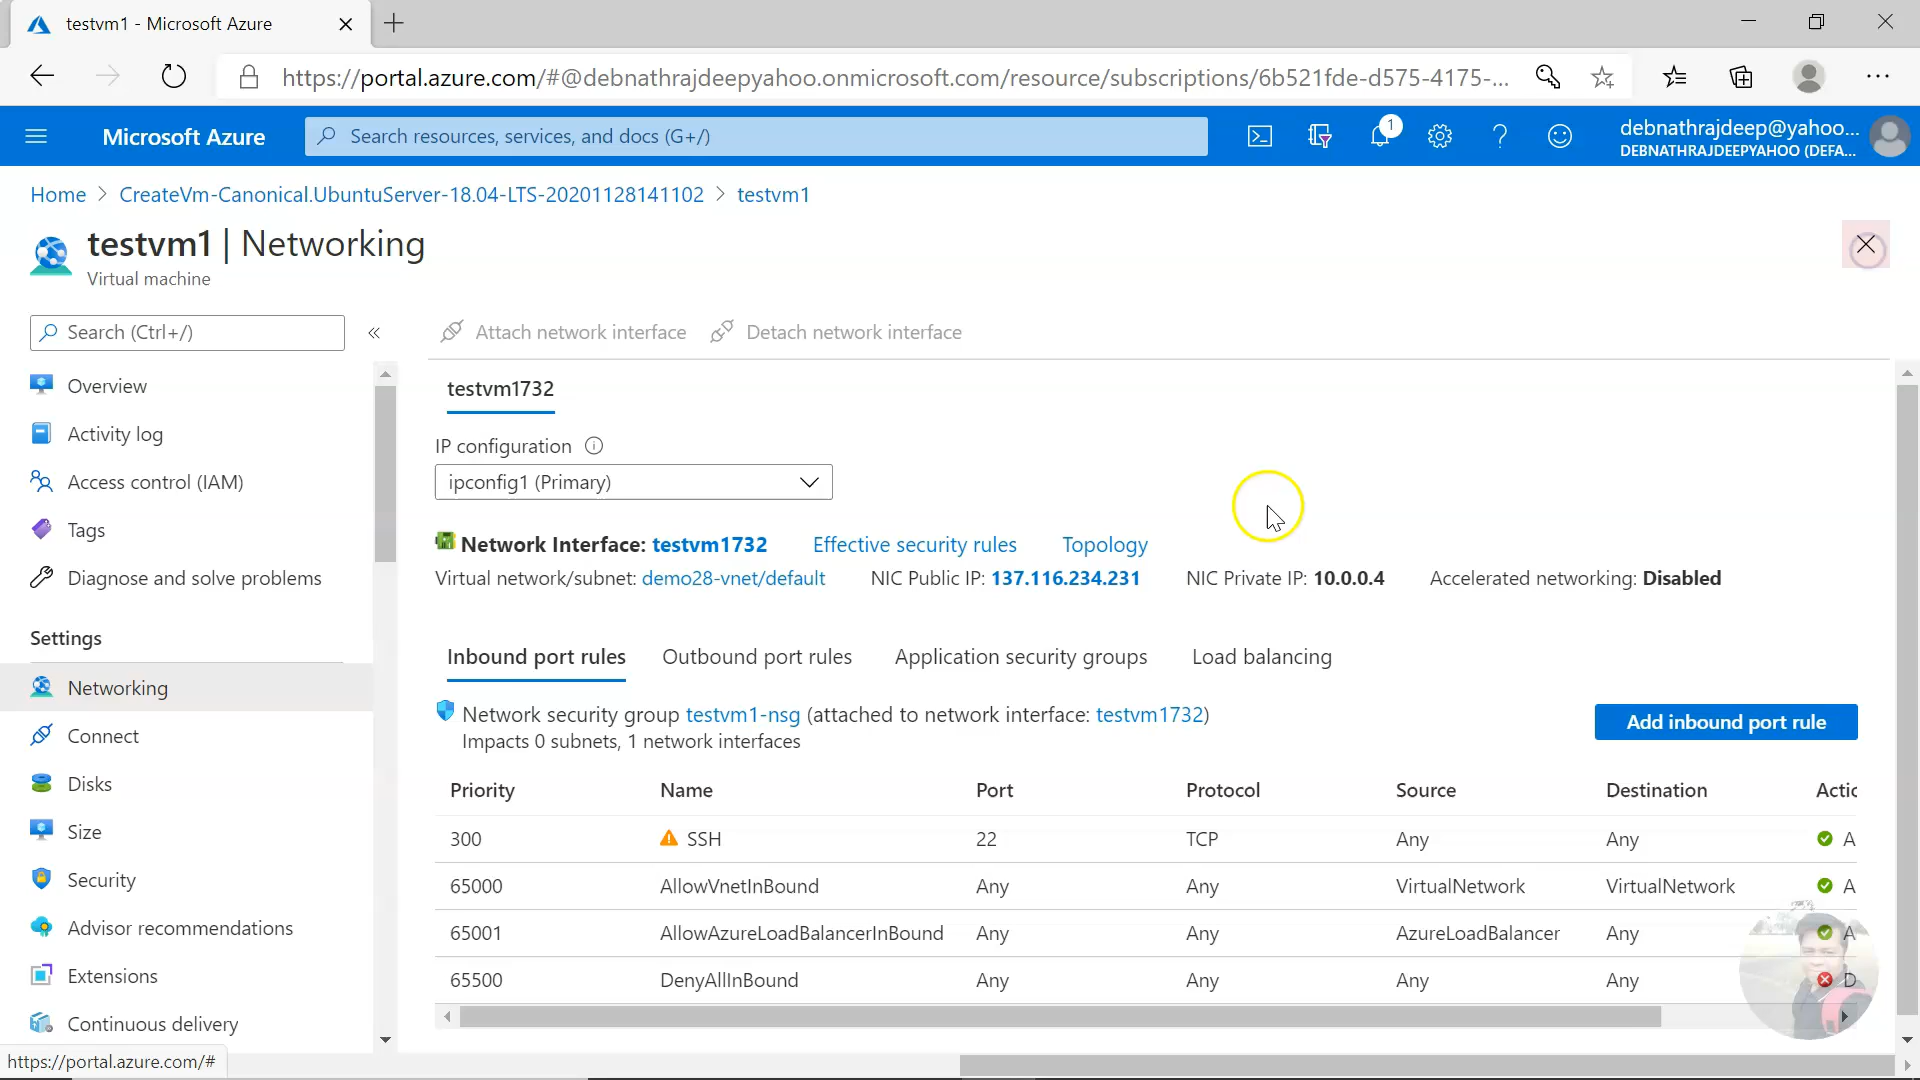 testvm1 - Microsoft Azure
https://portal.azure.com/#@debnathrajdeepyahoo.onmicrosoft.com/resource/subscriptions/6b521fde-d575-4175-...
Microsoft Azure
Search resources, services, and docs (G+/)
1
debnathrajdeep@yahoo...
DEBNATHRAJDEEPYAHOO (DEFA...
Home > CreateVm-Canonical.UbuntuServer-18.04-LTS-20201128141102 > testvm1
testvm1 | Networking
Virtual machine
Search (Ctrl+/)
«
Overview
Activity log
Access control (IAM)
Tags
Diagnose and solve problems
Settings
Networking
Connect
Disks
Size
Security
Advisor recommendations
Extensions
Continuous delivery
https://portal.azure.com/#
Attach network interface
Detach network interface
testvm1732
IP configuration
ipconfig1 (Primary)
Network Interface: testvm1732 Effective security rules Topology
Virtual network/subnet: demo28-vnet/default NIC Public IP: 137.116.234.231 NIC Private IP: 10.0.0.4 Accelerated networking: Disabled
Inbound port rules Outbound port rules Application security groups Load balancing
Network security group testvm1-nsg (attached to network interface: testvm1732)
Impacts 0 subnets, 1 network interfaces
Add inbound port rule
Priority Name Port Protocol Source Destination Actic
300 SSH 22 TCP Any Any A
65000 AllowVnetInBound Any Any VirtualNetwork VirtualNetwork A
65001 AllowAzureLoadBalancerInBound Any Any AzureLoadBalancer Any A
65500 DenyAllInBound Any Any Any Any D